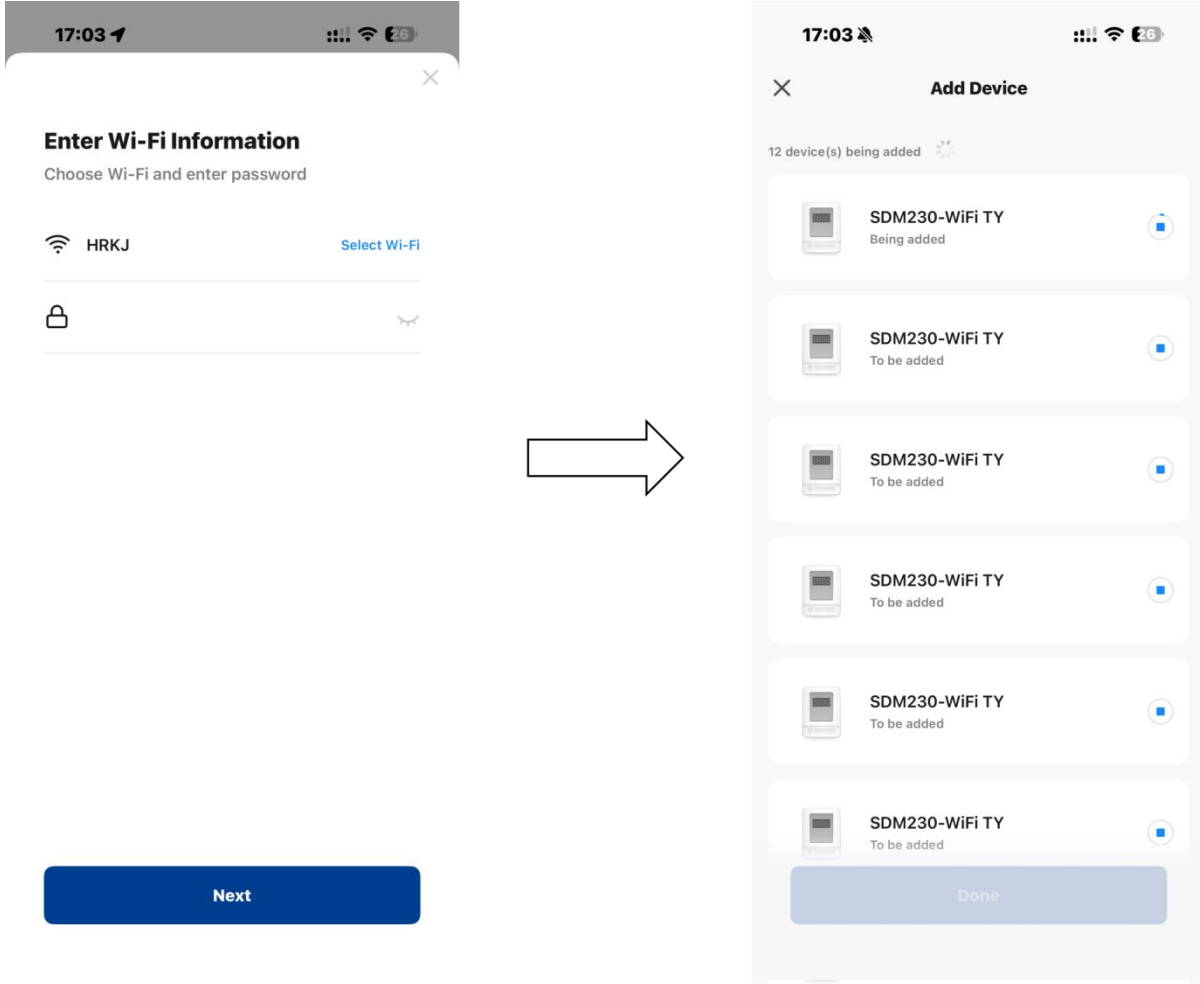 17:03
26
Enter Wi-Fi Information
Choose Wi-Fi and enter password
HRKJ
Select Wi-Fi
Next
17:03
26
Add Device
12 device(s) being added
SDM230-WiFi TY
Being added
SDM230-WiFi TY
To be added
SDM230-WiFi TY
To be added
SDM230-WiFi TY
To be added
SDM230-WiFi TY
To be added
SDM230-WiFi TY
To be added
Done